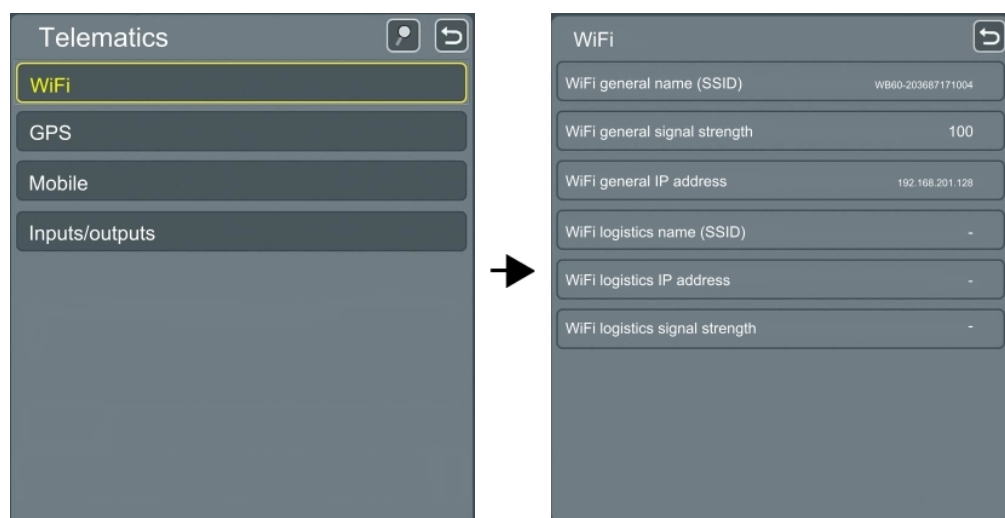 Telematics
WiFi
GPS
Mobile
Inputs/outputs
WiFi
WiFi general name (SSID) WB60-203687171004
WiFi general signal strength 100
WiFi general IP address 192.168.201.128
WiFi logistics name (SSID) -
WiFi logistics IP address -
WiFi logistics signal strength -